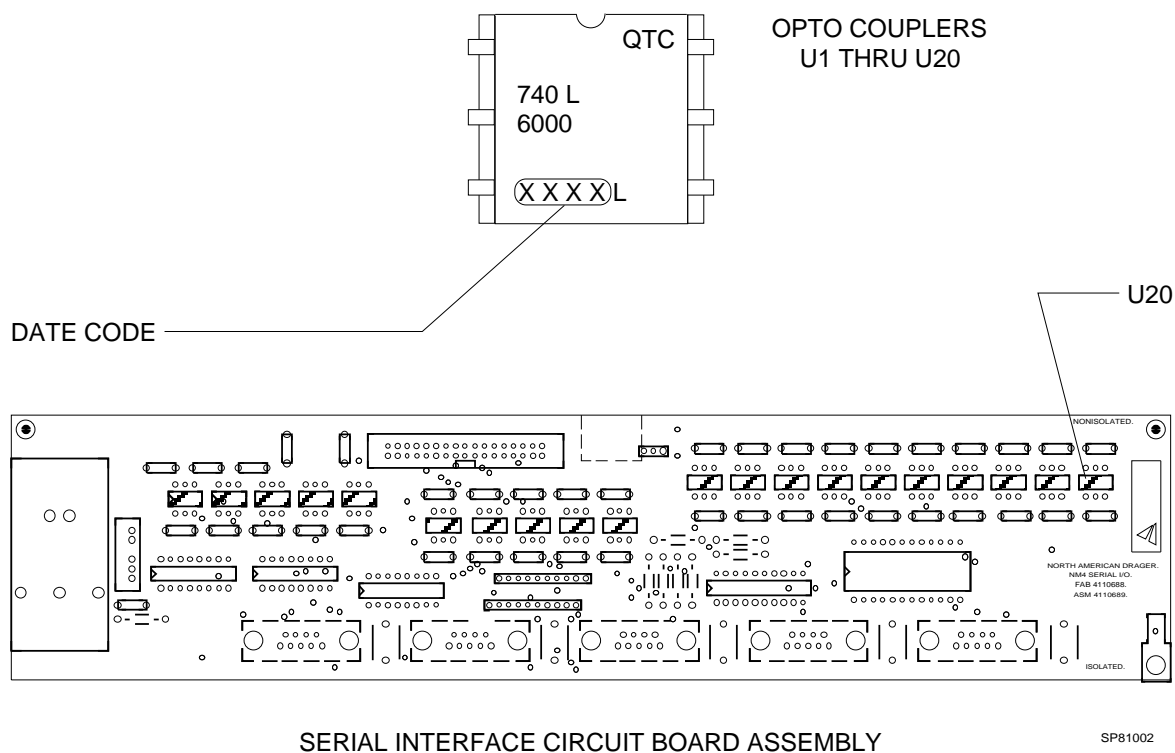 QTC
740 L
6000
X X X X L
OPTO COUPLERS
U1 THRU U20
DATE CODE
U20
NONISOLATED.
NORTH AMERICAN DRAGER.
NM4 SERIAL I/O.
FAB 4110688.
ASM 4110689.
ISOLATED.
SERIAL INTERFACE CIRCUIT BOARD ASSEMBLY
SP81002